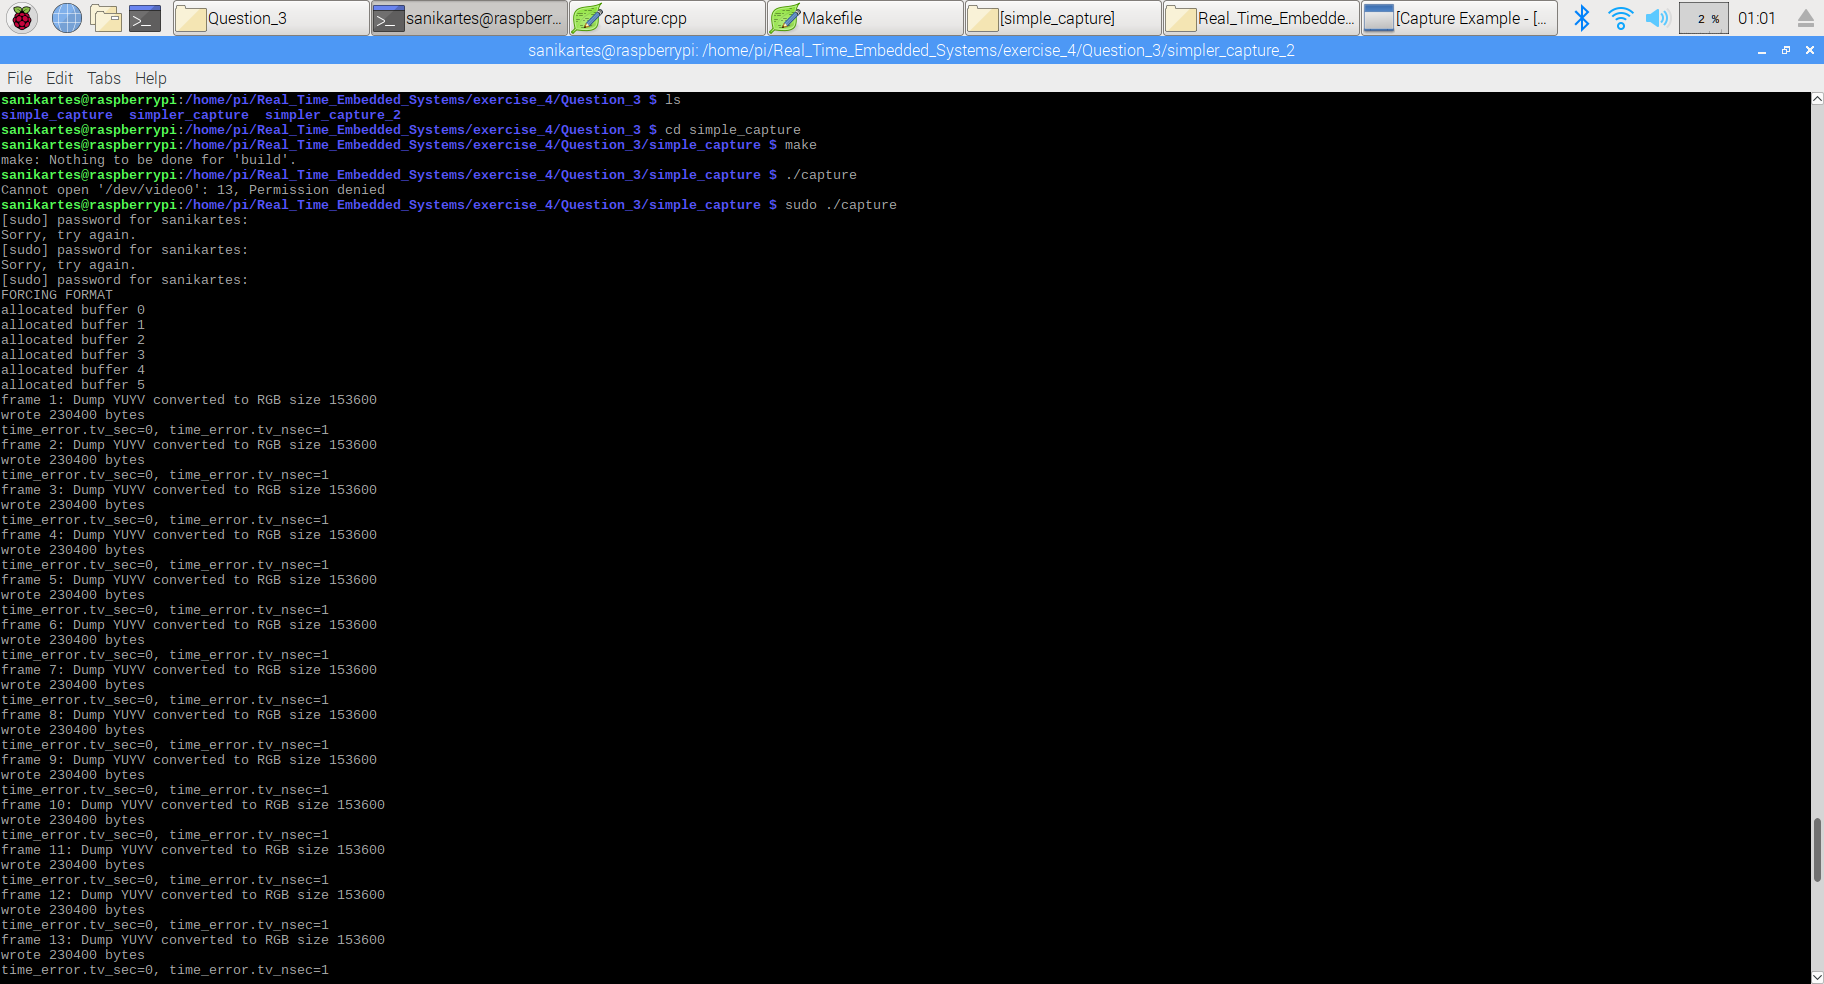 Question_3 sanikartes@raspberr... capture.cpp Makefile [simple_capture] Real_Time_Embedde... [Capture Example - [... 2 % 01:01
sanikartes@raspberrypi: /home/pi/Real_Time_Embedded_Systems/exercise_4/Question_3/simpler_capture_2
File Edit Tabs Help
sanikartes@raspberrypi:/home/pi/Real_Time_Embedded_Systems/exercise_4/Question_3 $ ls
simple_capture  simpler_capture  simpler_capture_2
sanikartes@raspberrypi:/home/pi/Real_Time_Embedded_Systems/exercise_4/Question_3 $ cd simple_capture
sanikartes@raspberrypi:/home/pi/Real_Time_Embedded_Systems/exercise_4/Question_3/simple_capture $ make
make: Nothing to be done for 'build'.
sanikartes@raspberrypi:/home/pi/Real_Time_Embedded_Systems/exercise_4/Question_3/simple_capture $ ./capture
Cannot open '/dev/video0': 13, Permission denied
sanikartes@raspberrypi:/home/pi/Real_Time_Embedded_Systems/exercise_4/Question_3/simple_capture $ sudo ./capture
[sudo] password for sanikartes:
Sorry, try again.
[sudo] password for sanikartes:
Sorry, try again.
[sudo] password for sanikartes:
FORCING FORMAT
allocated buffer 0
allocated buffer 1
allocated buffer 2
allocated buffer 3
allocated buffer 4
allocated buffer 5
frame 1: Dump YUYV converted to RGB size 153600
wrote 230400 bytes
time_error.tv_sec=0, time_error.tv_nsec=1
frame 2: Dump YUYV converted to RGB size 153600
wrote 230400 bytes
time_error.tv_sec=0, time_error.tv_nsec=1
frame 3: Dump YUYV converted to RGB size 153600
wrote 230400 bytes
time_error.tv_sec=0, time_error.tv_nsec=1
frame 4: Dump YUYV converted to RGB size 153600
wrote 230400 bytes
time_error.tv_sec=0, time_error.tv_nsec=1
frame 5: Dump YUYV converted to RGB size 153600
wrote 230400 bytes
time_error.tv_sec=0, time_error.tv_nsec=1
frame 6: Dump YUYV converted to RGB size 153600
wrote 230400 bytes
time_error.tv_sec=0, time_error.tv_nsec=1
frame 7: Dump YUYV converted to RGB size 153600
wrote 230400 bytes
time_error.tv_sec=0, time_error.tv_nsec=1
frame 8: Dump YUYV converted to RGB size 153600
wrote 230400 bytes
time_error.tv_sec=0, time_error.tv_nsec=1
frame 9: Dump YUYV converted to RGB size 153600
wrote 230400 bytes
time_error.tv_sec=0, time_error.tv_nsec=1
frame 10: Dump YUYV converted to RGB size 153600
wrote 230400 bytes
time_error.tv_sec=0, time_error.tv_nsec=1
frame 11: Dump YUYV converted to RGB size 153600
wrote 230400 bytes
time_error.tv_sec=0, time_error.tv_nsec=1
frame 12: Dump YUYV converted to RGB size 153600
wrote 230400 bytes
time_error.tv_sec=0, time_error.tv_nsec=1
frame 13: Dump YUYV converted to RGB size 153600
wrote 230400 bytes
time_error.tv_sec=0, time_error.tv_nsec=1